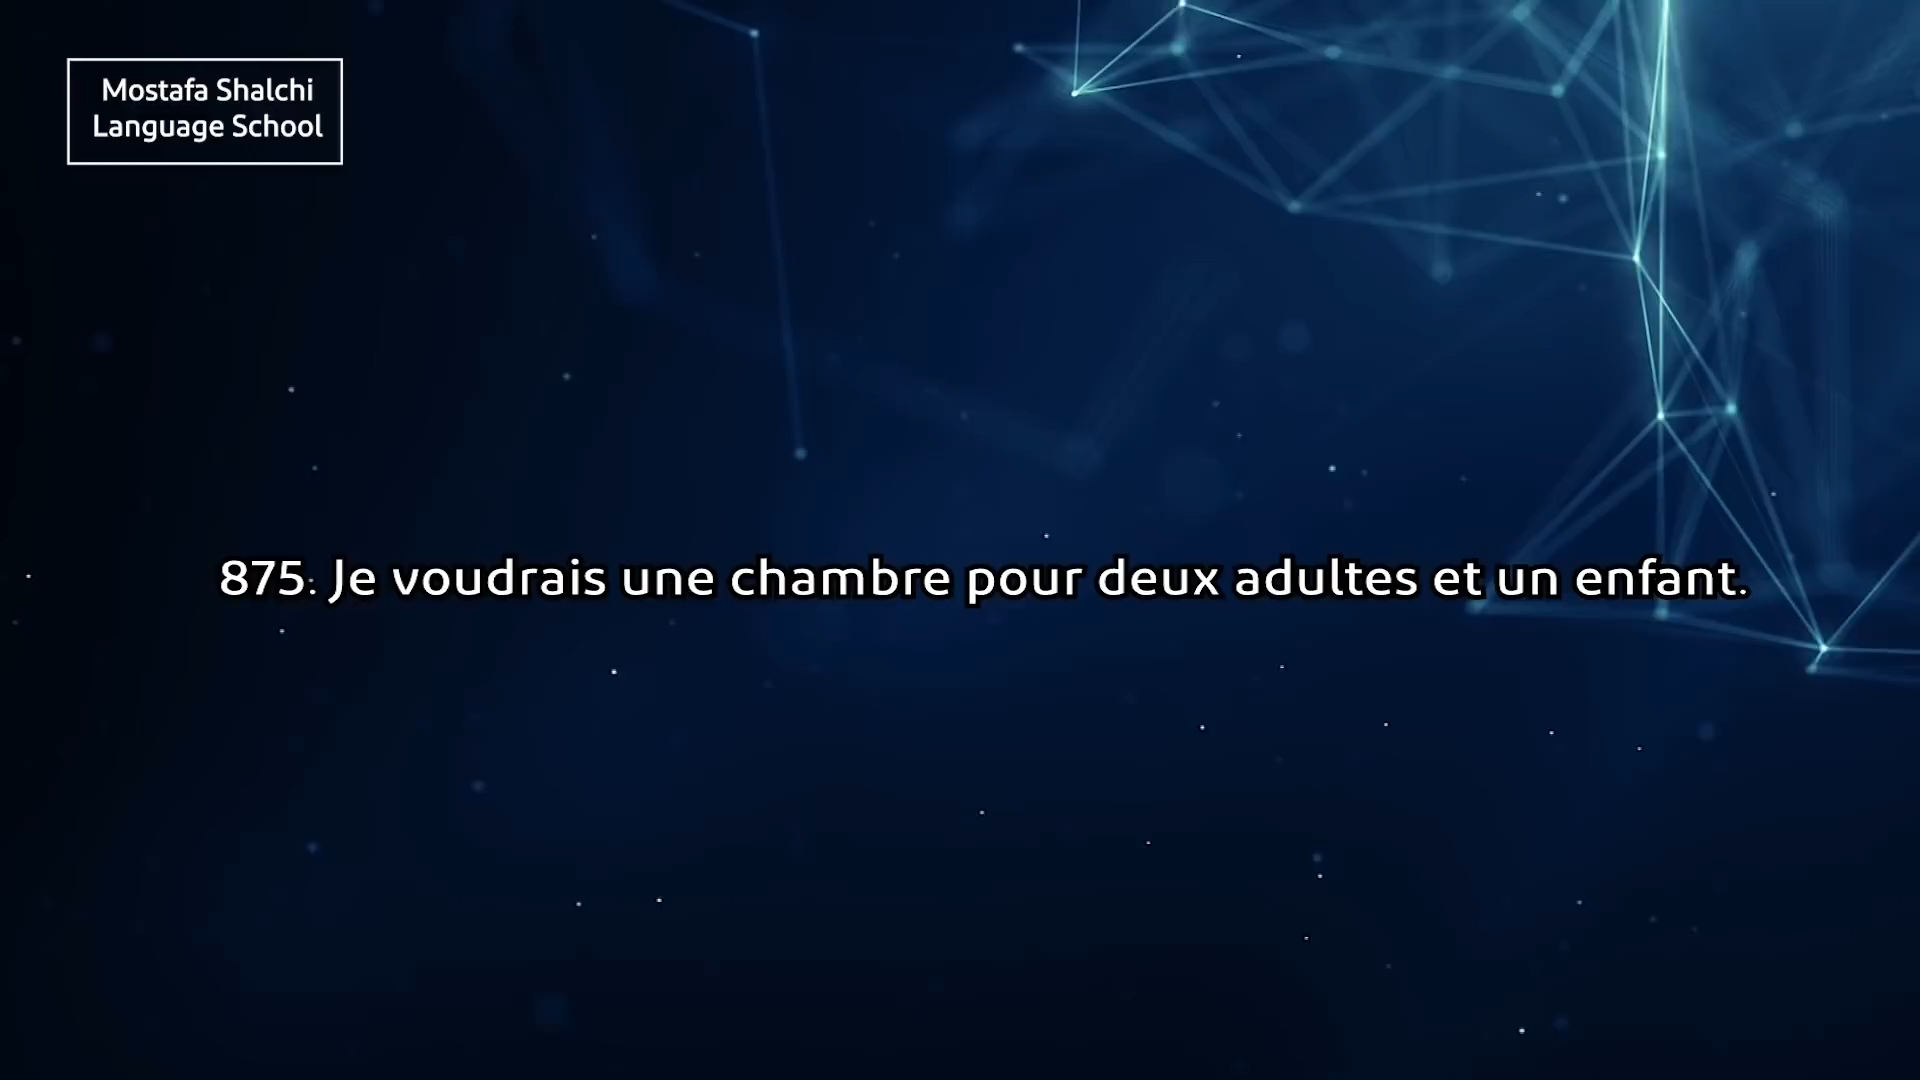 Mostafa Shalchi
Language School
875. Je voudrais une chambre pour deux adultes et un enfant.